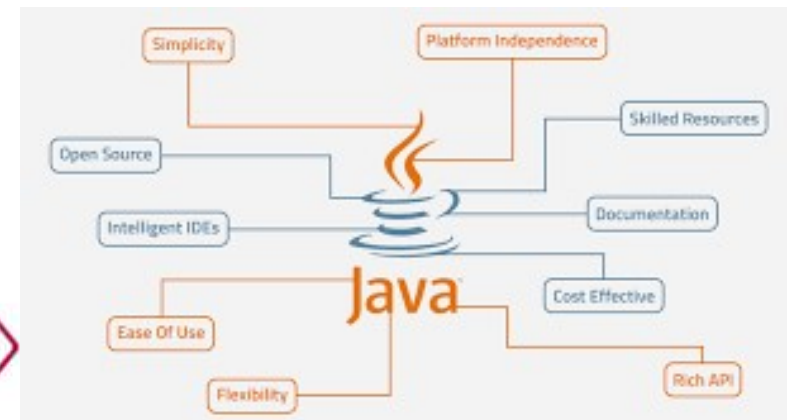 Simplicity
Platform Independence
Skilled Resources
Open Source
Documentation
Intelligent IDEs
Java
Cost Effective
Ease Of Use
Rich API
Flexibility